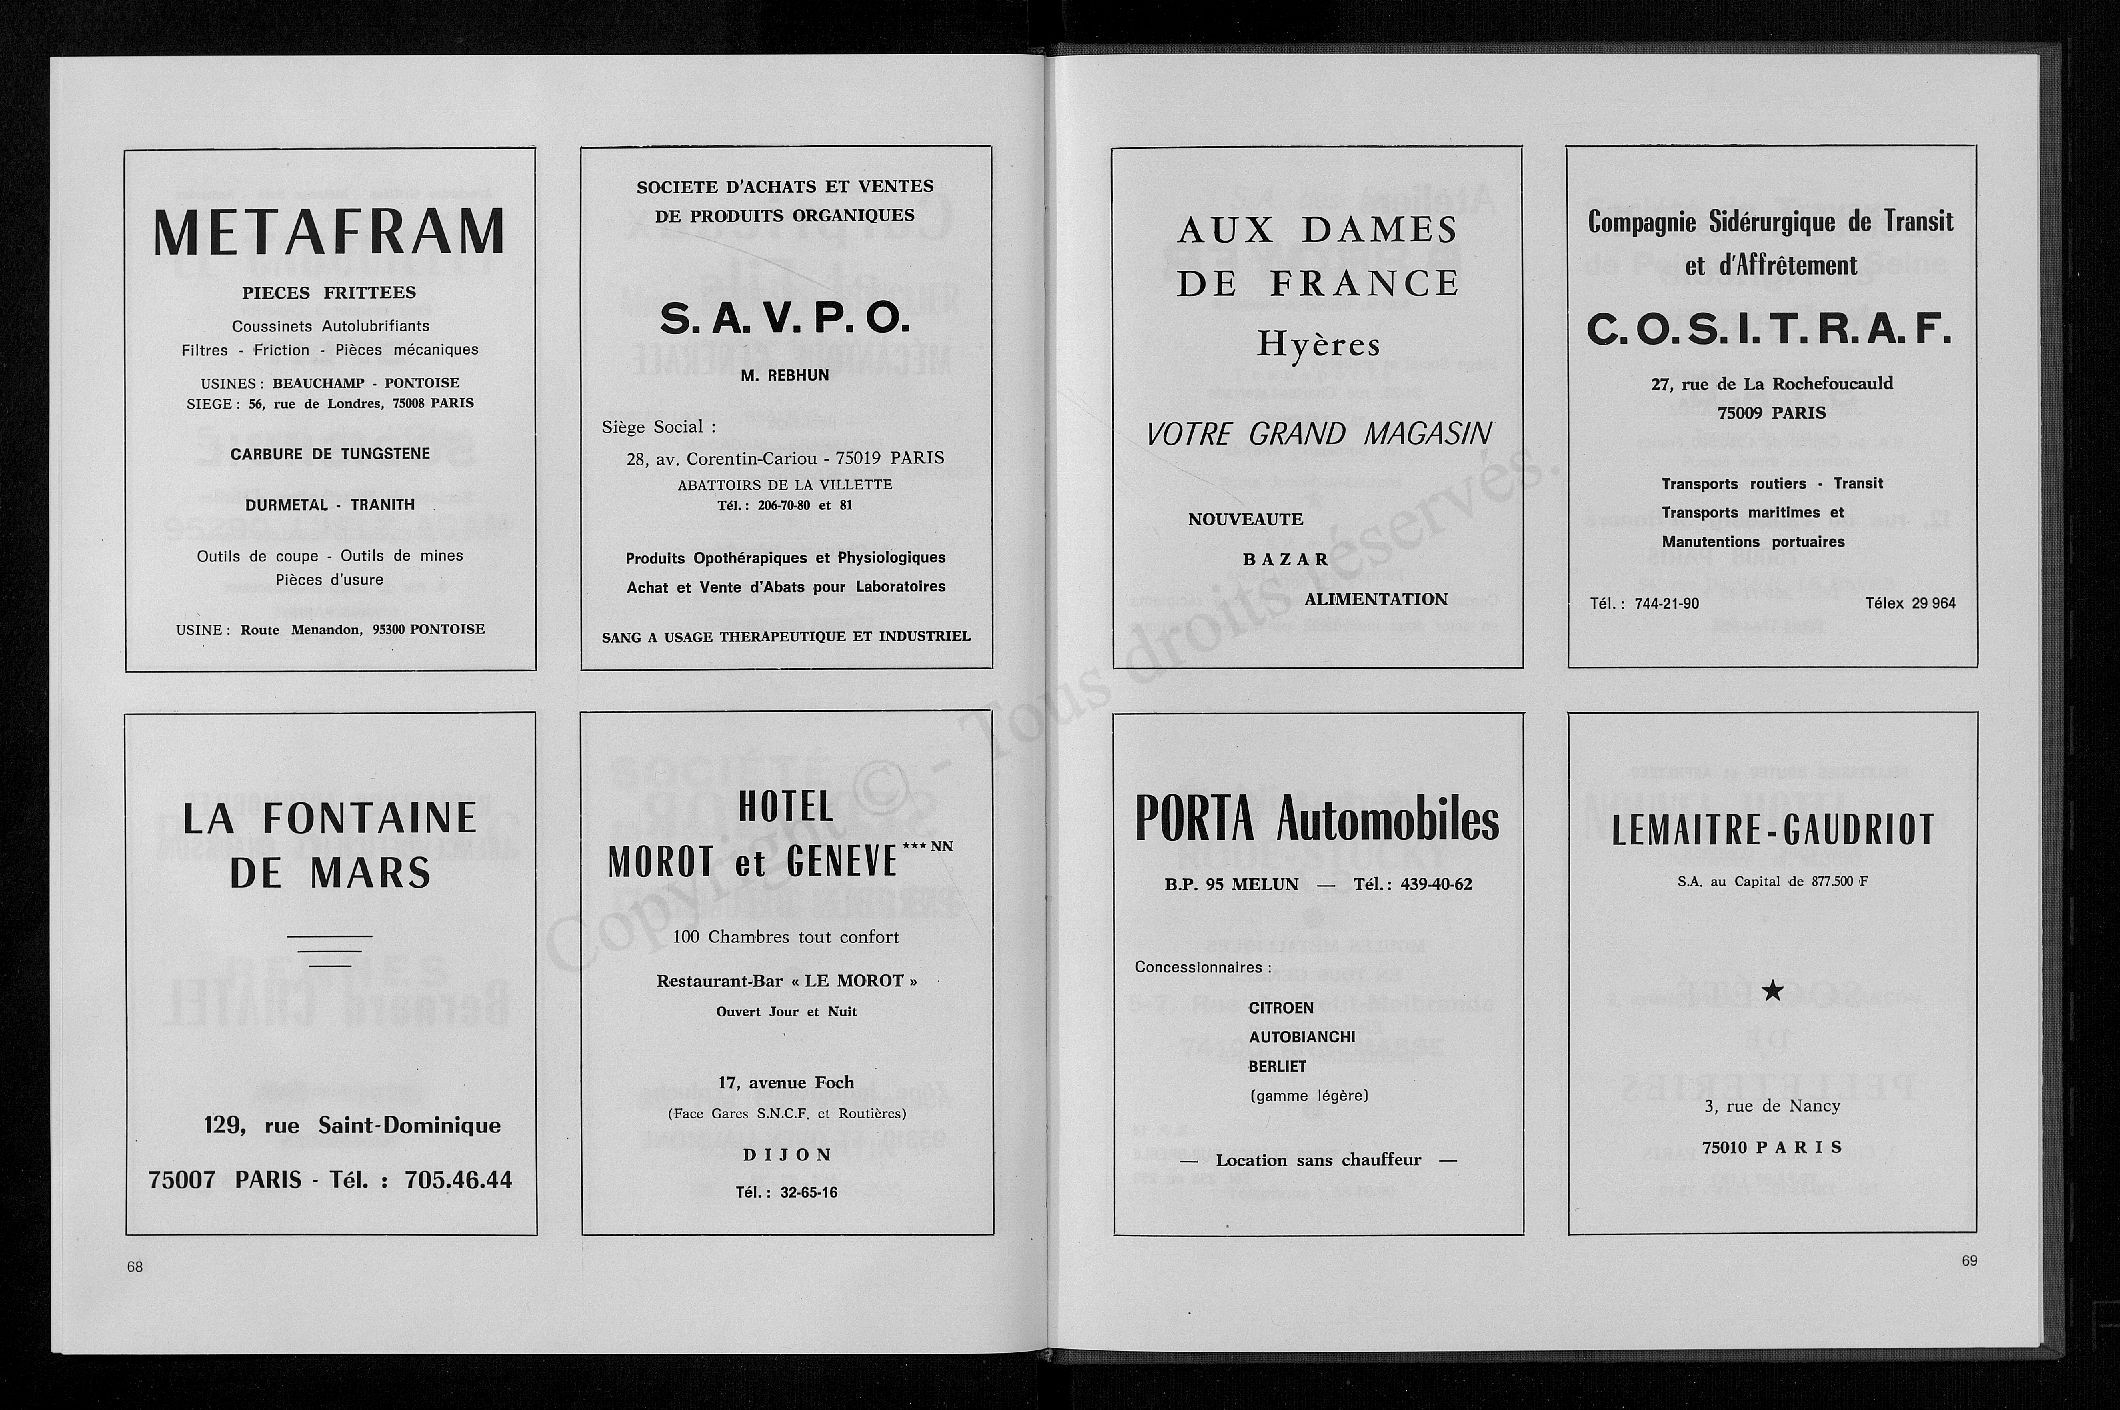 METAFRAM
PIECES FRITTEES
Coussinets Autolubrifiants
Filtres - Friction - Pièces mécaniques
USINES : BEAUCHAMP - PONTOISE
SIEGE : 56, rue de Londres, 75008 PARIS
CARBURE DE TUNGSTENE
DURMETAL - TRANITH
Outils de coupe - Outils de mines
Pièces d'usure
USINE : Route Menandon, 95300 PONTOISE
SOCIETE D'ACHATS ET VENTES
DE PRODUITS ORGANIQUES
S. A. V. P. O.
M. REBHUN
Siège Social :
28, av. Corentin-Cariou - 75019 PARIS
ABATTOIRS DE LA VILLETTE
Tél. : 206-70-80 et 81
Produits Opothérapiques et Physiologiques
Achat et Vente d'Abats pour Laboratoires
SANG A USAGE THERAPEUTIQUE ET INDUSTRIEL
LA FONTAINE
DE MARS
129, rue Saint-Dominique
75007 PARIS - Tél. : 705.46.44
HOTEL
MOROT et GENEVE *** NN
100 Chambres tout confort
Restaurant-Bar « LE MOROT »
Ouvert Jour et Nuit
17, avenue Foch
(Face Gares S.N.C.F. et Routières)
DIJON
Tél. : 32-65-16
68
AUX DAMES
DE FRANCE
Hyères
VOTRE GRAND MAGASIN
NOUVEAUTE
BAZAR
ALIMENTATION
Compagnie Sidérurgique de Transit
et d'Affrêtement
C. O. S. I. T. R. A. F.
27, rue de La Rochefoucauld
75009 PARIS
Transports routiers - Transit
Transports maritimes et
Manutentions portuaires
Tél. : 744-21-90 Télex 29 964
PORTA Automobiles
B.P. 95 MELUN — Tél. : 439-40-62
Concessionnaires :
CITROEN
AUTOBIANCHI
BERLIET
(gamme légère)
— Location sans chauffeur —
LEMAITRE-GAUDRIOT
S.A. au Capital de 877.500 F
★
3, rue de Nancy
75010 PARIS
69
Copyright © - Tous droits réservés.